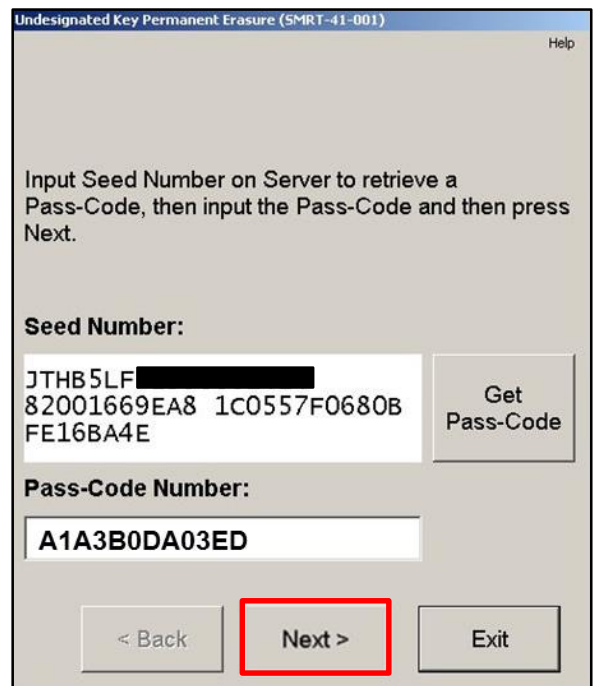 Undesignated Key Permanent Erasure (SMRT-41-001)
Help
Input Seed Number on Server to retrieve a
Pass-Code, then input the Pass-Code and then press
Next.
Seed Number:
JTHB5LF
82001669EA8 1C0557F0680B
FE16BA4E
Get
Pass-Code
Pass-Code Number:
A1A3B0DA03ED
< Back
Next >
Exit